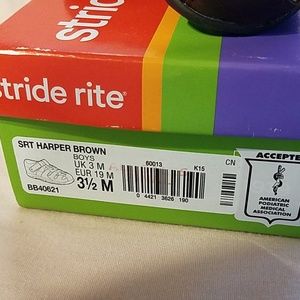 stride rite
stride rite®
SRT HARPER BROWN
BOYS
UK 3 M
EUR 19 M
3½ M
BB40621
60013
K15
CN
0 4421 3626 190
ACCEPTE
AMERICAN
PODIATRIC
MEDICAL
ASSOCIATION